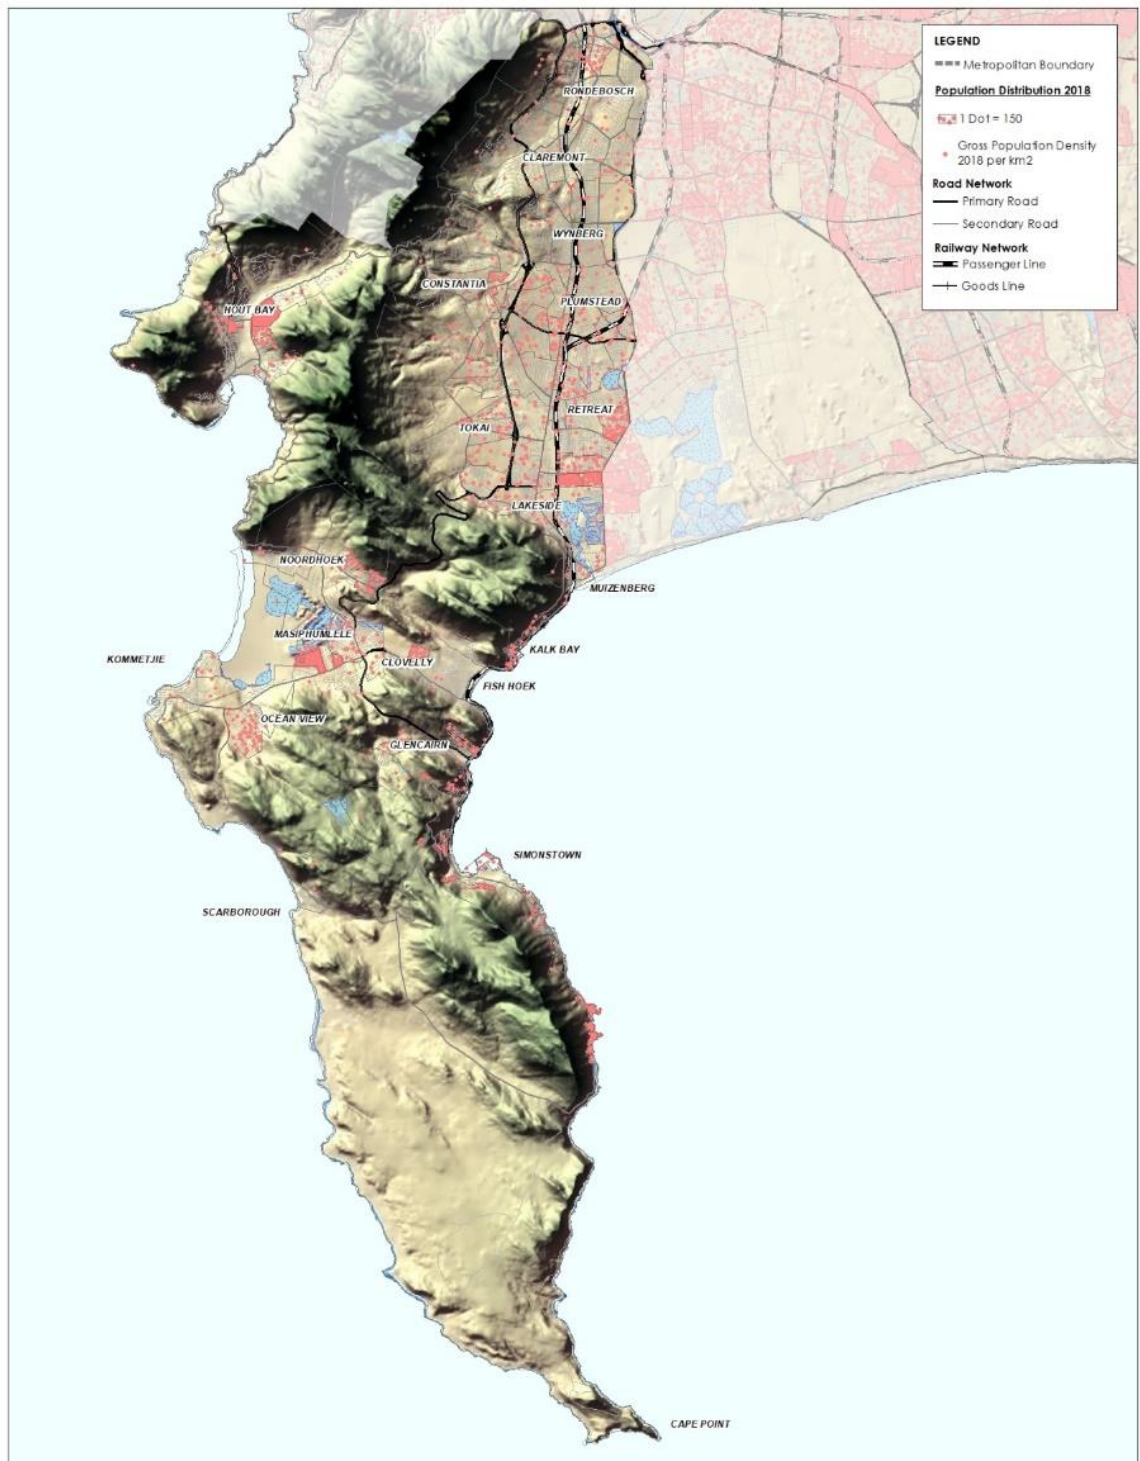 LEGEND
Metropolitan Boundary
Population Distribution 2018
1 Dot = 150
Gross Population Density
2018 per km2
Road Network
Primary Road
Secondary Road
Railway Network
Passenger Line
Goods Line
RONDEBOSCH
CLAREMONT
WYNBERG
CONSTANTIA
PLUMSTEAD
HOUT BAY
RETREAT
TOKAI
LAKESIDE
NOORDHOEK
MUIZENBERG
MASIPHUMLELE
KALK BAY
KOMMETJIE
CLOVELLY
FISH HOEK
OCEAN VIEW
GLENCAIRN
SIMONSTOWN
SCARBOROUGH
CAPE POINT